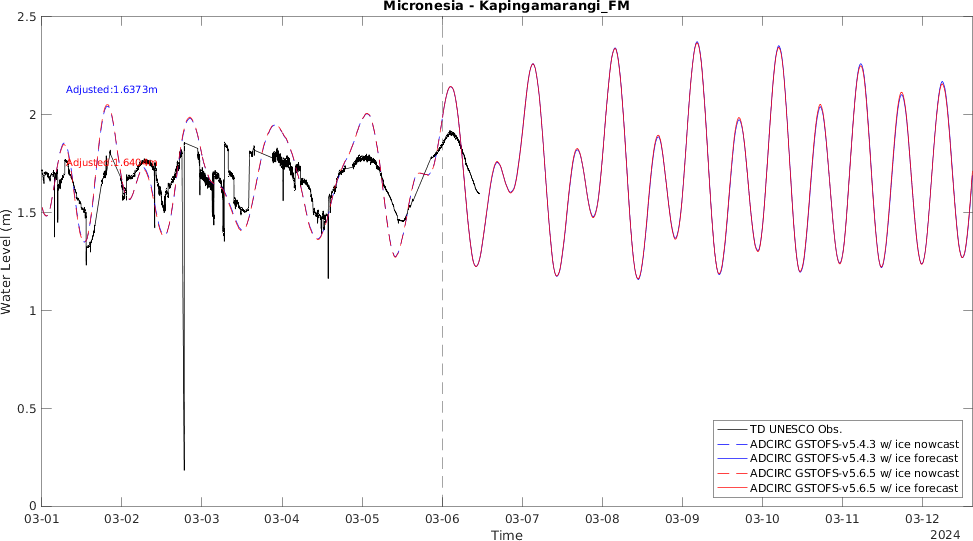 Micronesia - Kapingamarangi_FM
2.5
2
1.5
1
0.5
0
Water Level (m)
Adjusted:1.6373m
03-01
03-02
03-03
03-04
03-05
03-06
03-07
03-08
03-09
03-10
03-11
03-12
Time
2024
TD UNESCO Obs.
ADCIRC GSTOFS-v5.4.3 w/ ice nowcast
ADCIRC GSTOFS-v5.4.3 w/ ice forecast
ADCIRC GSTOFS-v5.6.5 w/ ice nowcast
ADCIRC GSTOFS-v5.6.5 w/ ice forecast